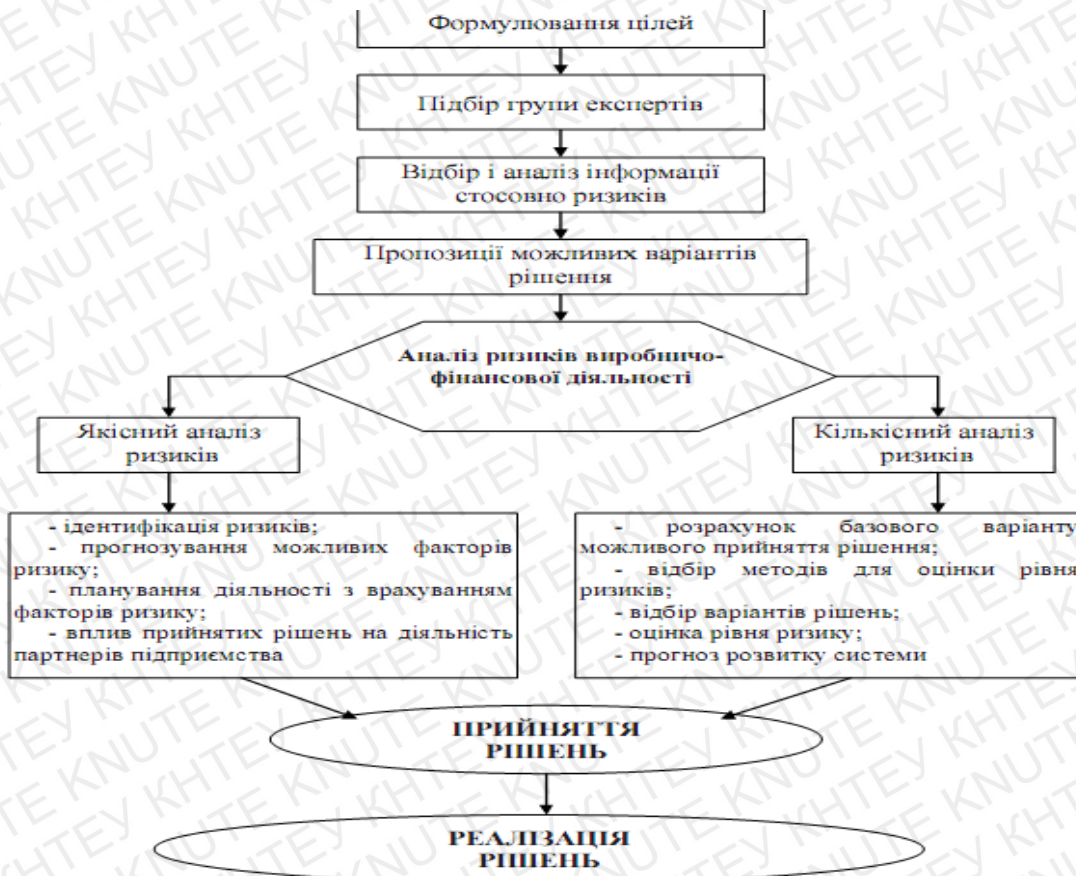 Формулювання цілей
Підбір групи експертів
Відбір і аналіз інформації
стосовно ризиків
Пропозиції можливих варіантів
рішення
Аналіз ризиків виробничо-
фінансової діяльності
Якісний аналіз
ризиків
Кількісний аналіз
ризиків
- ідентифікація ризиків;
- прогнозування можливих факторів
ризику;
- планування діяльності з врахуванням
факторів ризику;
- вплив прийнятих рішень на діяльність
партнерів підприємства
- розрахунок базового варіанту
можливого прийняття рішення;
- відбір методів для оцінки рівня
ризиків;
- відбір варіантів рішень;
- оцінка рівня ризику;
- прогноз розвитку системи
ПРИЙНЯТТЯ
РІШЕНЬ
РЕАЛІЗАЦІЯ
РІШЕНЬ